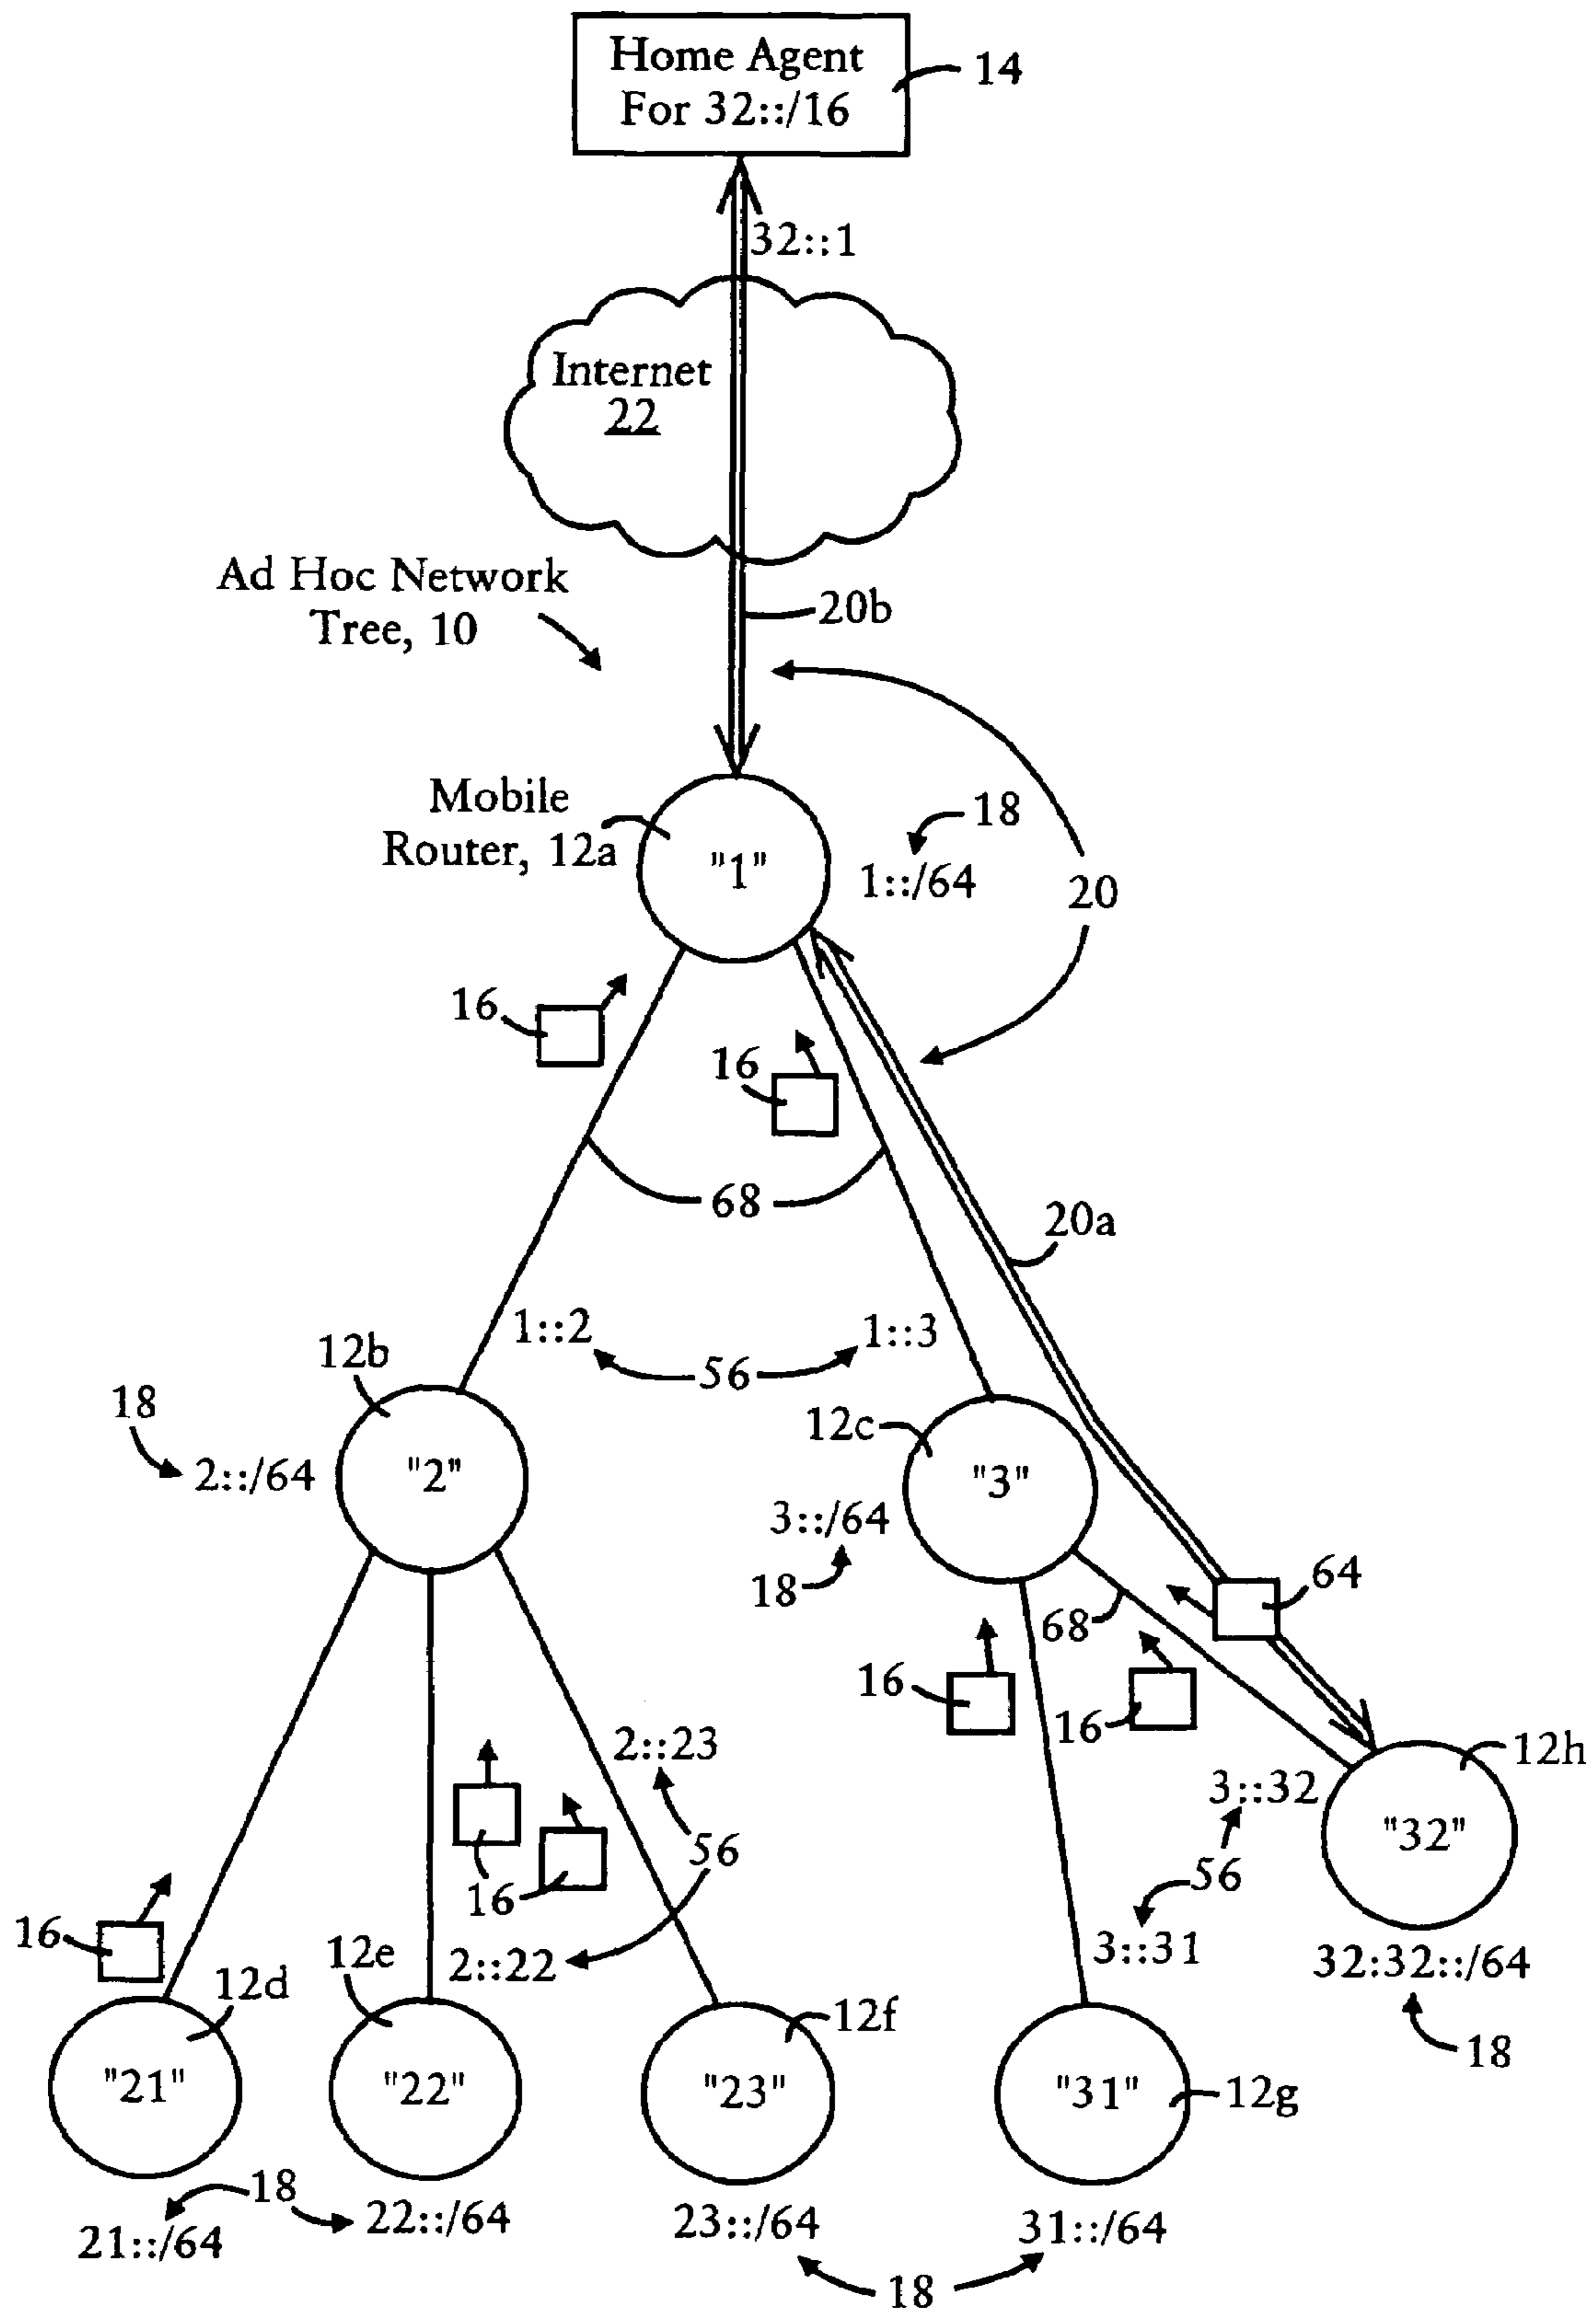 Home Agent
For 32::/16
14
32::1
Internet
22
Ad Hoc Network
Tree, 10
20b
Mobile
Router, 12a
"1"
18
1::/64
20
16
16
68
20a
1::2
1::3
56
12b
18
2::/64
"2"
12c
"3"
3::/64
18
64
68
16
16
2::23
56
16
12h
3::32
"32"
56
3::31
32:32::/64
18
16
12d
12e
2::22
12f
"21"
"22"
"23"
"31"
12g
18
21::/64
22::/64
23::/64
31::/64
18